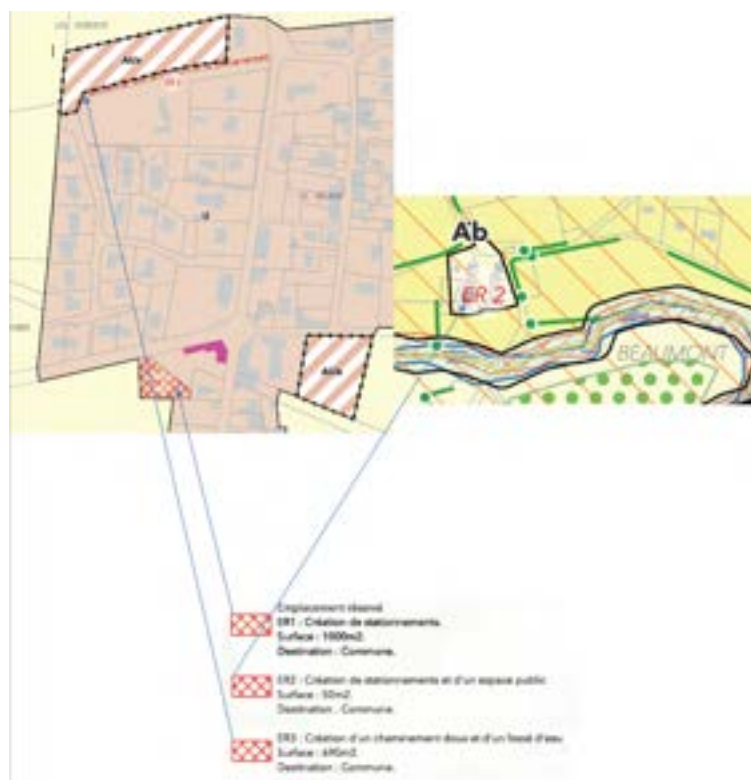 U
Ab
ER 2
BEAUMONT
Emplacement réservé
ER1 : Création de stationnements.
Surface : 1000m2.
Destination : Commune.
ER2 : Création de stationnements et d'un espace public
Surface : 50m2.
Destination : Commune.
ER3 : Création d'un cheminement doux et d'un fossé d'eau
Surface : 690m2.
Destination : Commune.